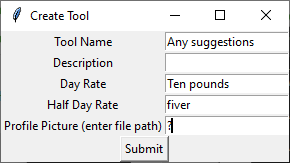 Create Tool
Tool Name Any suggestions
Description
Day Rate Ten pounds
Half Day Rate fiver
Profile Picture (enter file path) ?
Submit